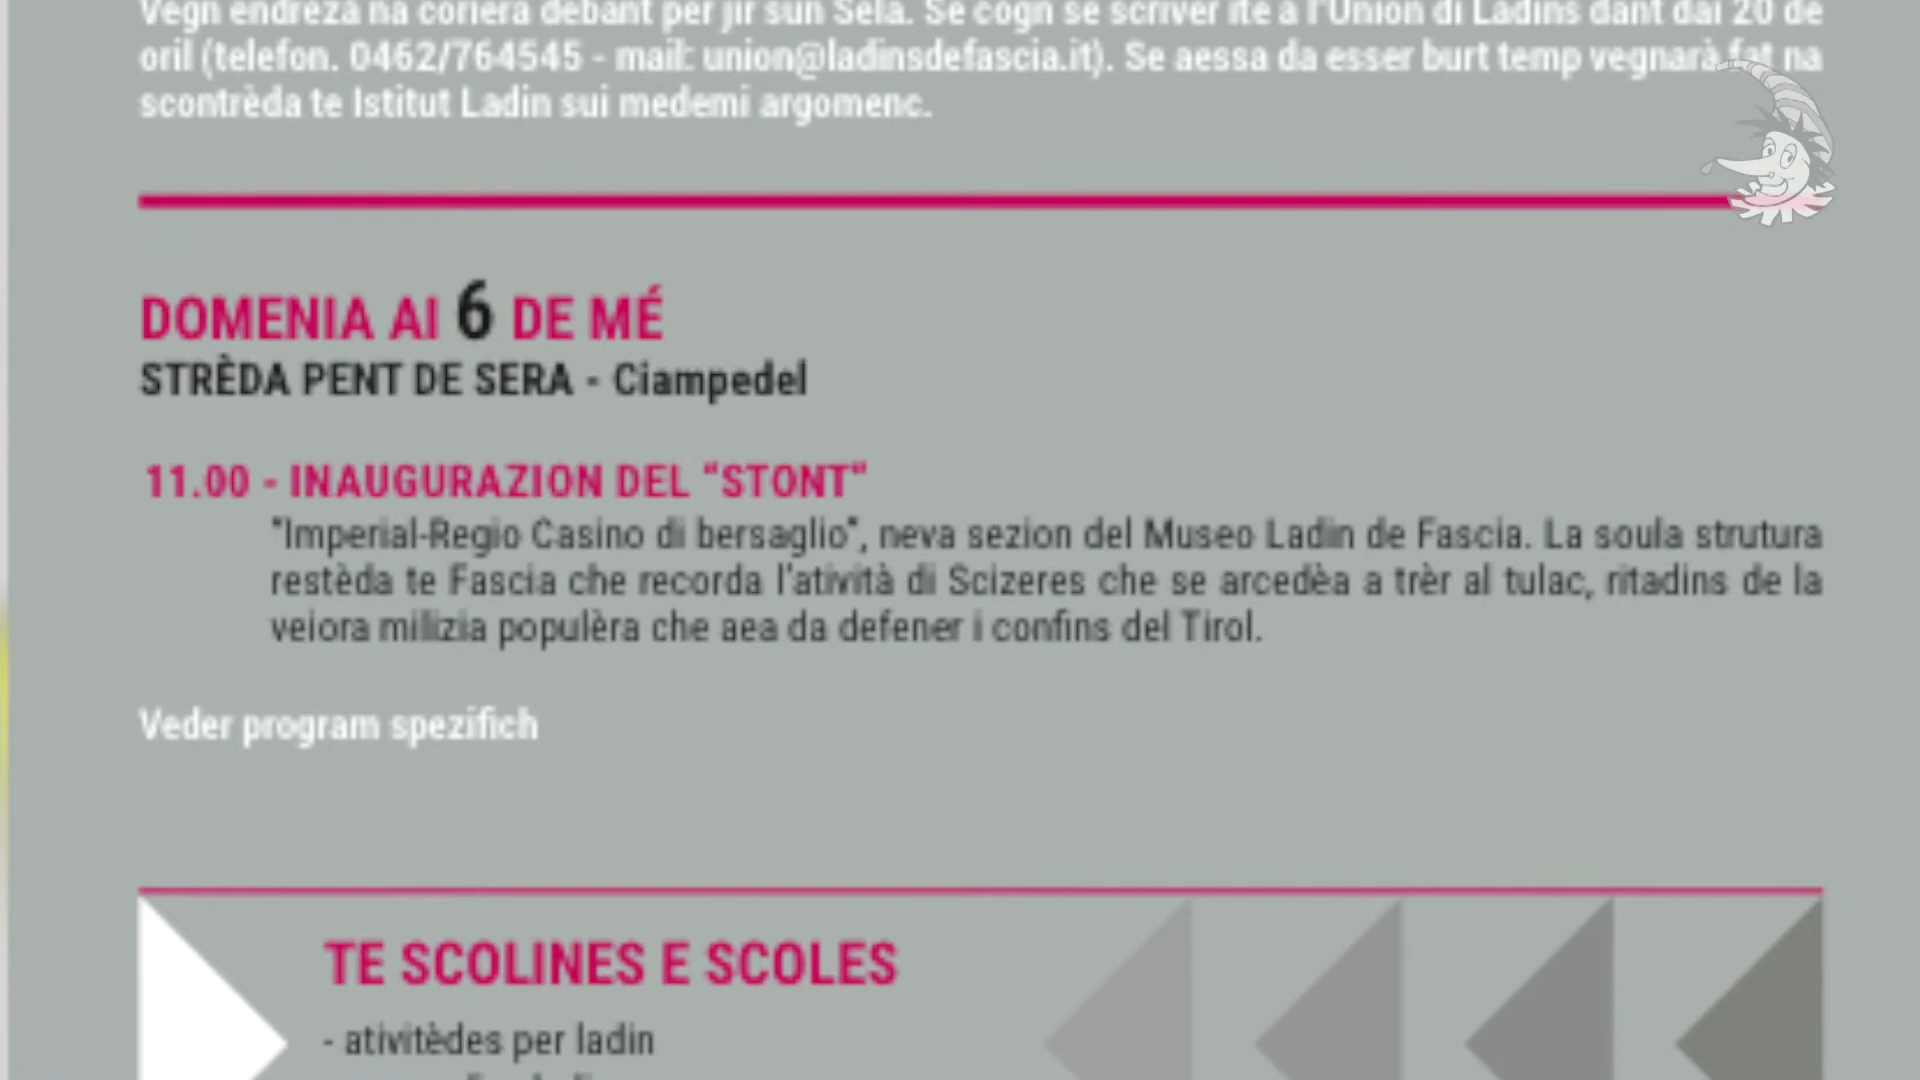 Vegn endrezà na coriera debant per jir sun Sela. Se cogn se scriver ite a l'Union di Ladins dant dai 20 de
oril (telefon. 0462/764545 - mail: union@ladinsdefascia.it). Se aessa da esser burt temp vegnarà fat na
scontrèda te Istitut Ladin sui medemi argomenc.
DOMENIA AI 6 DE MÉ
STRÈDA PENT DE SERA - Ciampedel
11.00 - INAUGURAZION DEL "STONT"
"Imperial-Regio Casino di bersaglio", neva sezion del Museo Ladin de Fascia. La soula strutura
restèda te Fascia che recorda l'atività di Scizeres che se arcedèa a trèr al tulac, ritadins de la
veiora milizia populèra che aea da defener i confins del Tirol.
Veder program spezifich
TE SCOLINES E SCOLES
- ativitèdes per ladin